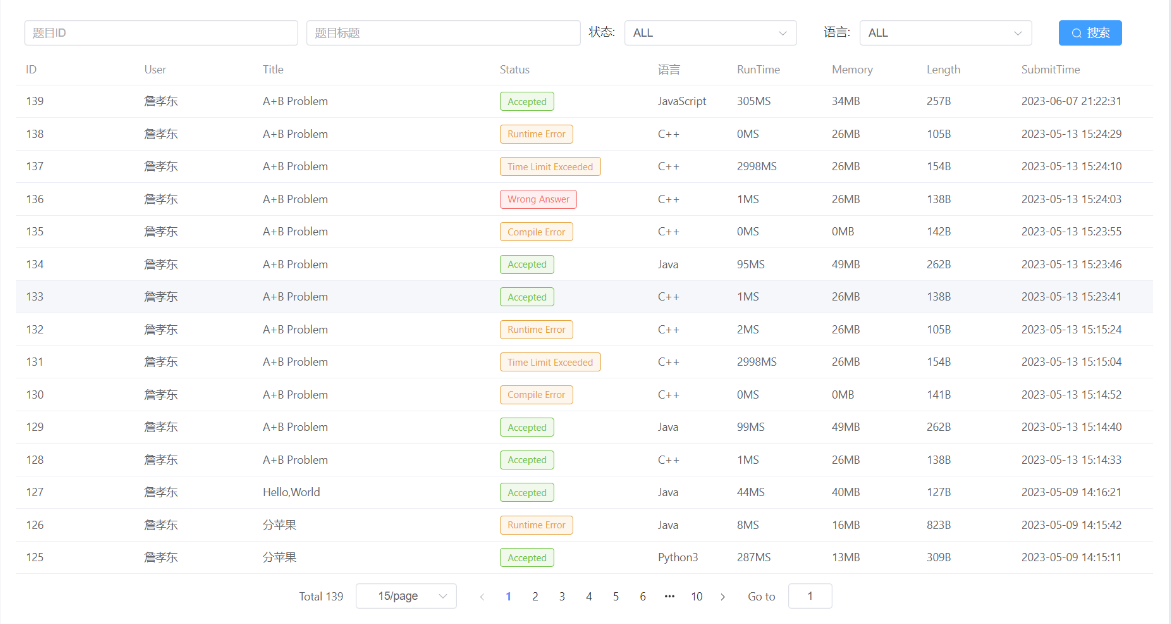 题目ID 题目标题 状态: ALL 语言: ALL 搜索
ID User Title Status 语言 RunTime Memory Length SubmitTime
139 詹孝东 A+B Problem Accepted JavaScript 305MS 34MB 257B 2023-06-07 21:22:31
138 詹孝东 A+B Problem Runtime Error C++ 0MS 26MB 105B 2023-05-13 15:24:29
137 詹孝东 A+B Problem Time Limit Exceeded C++ 2998MS 26MB 154B 2023-05-13 15:24:10
136 詹孝东 A+B Problem Wrong Answer C++ 1MS 26MB 138B 2023-05-13 15:24:03
135 詹孝东 A+B Problem Compile Error C++ 0MS 0MB 142B 2023-05-13 15:23:55
134 詹孝东 A+B Problem Accepted Java 95MS 49MB 262B 2023-05-13 15:23:46
133 詹孝东 A+B Problem Accepted C++ 1MS 26MB 138B 2023-05-13 15:23:41
132 詹孝东 A+B Problem Runtime Error C++ 2MS 26MB 105B 2023-05-13 15:15:24
131 詹孝东 A+B Problem Time Limit Exceeded C++ 2998MS 26MB 154B 2023-05-13 15:15:04
130 詹孝东 A+B Problem Compile Error C++ 0MS 0MB 141B 2023-05-13 15:14:52
129 詹孝东 A+B Problem Accepted Java 99MS 49MB 262B 2023-05-13 15:14:40
128 詹孝东 A+B Problem Accepted C++ 1MS 26MB 138B 2023-05-13 15:14:33
127 詹孝东 Hello,World Accepted Java 44MS 40MB 127B 2023-05-09 14:16:21
126 詹孝东 分苹果 Runtime Error Java 8MS 16MB 823B 2023-05-09 14:15:42
125 詹孝东 分苹果 Accepted Python3 287MS 13MB 309B 2023-05-09 14:15:11
Total 139 15/page 1 2 3 4 5 6 ••• 10 Go to 1